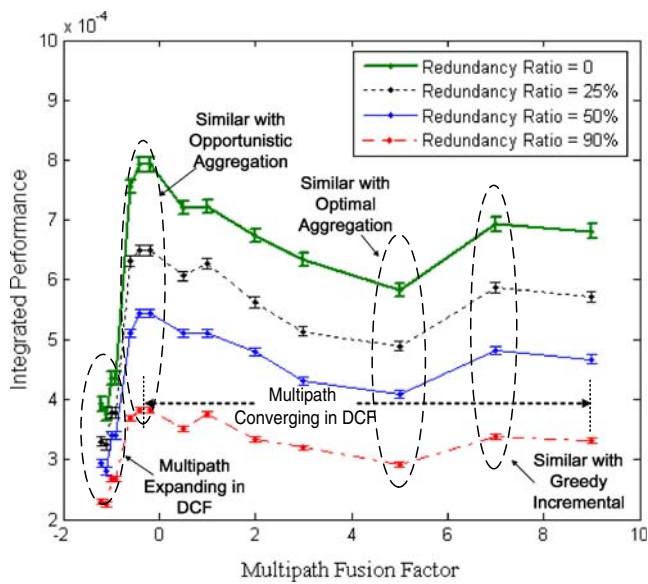 x 10⁻⁴
10
9
8
7
6
5
4
3
2
-2
0
2
4
6
8
10
Integrated Performance
Multipath Fusion Factor
Redundancy Ratio = 0
Redundancy Ratio = 25%
Redundancy Ratio = 50%
Redundancy Ratio = 90%
Similar with
Opportunistic
Aggregation
Similar with
Optimal
Aggregation
Multipath
Converging in DCF
Multipath
Expanding in
DCF
Similar with
Greedy
Incremental